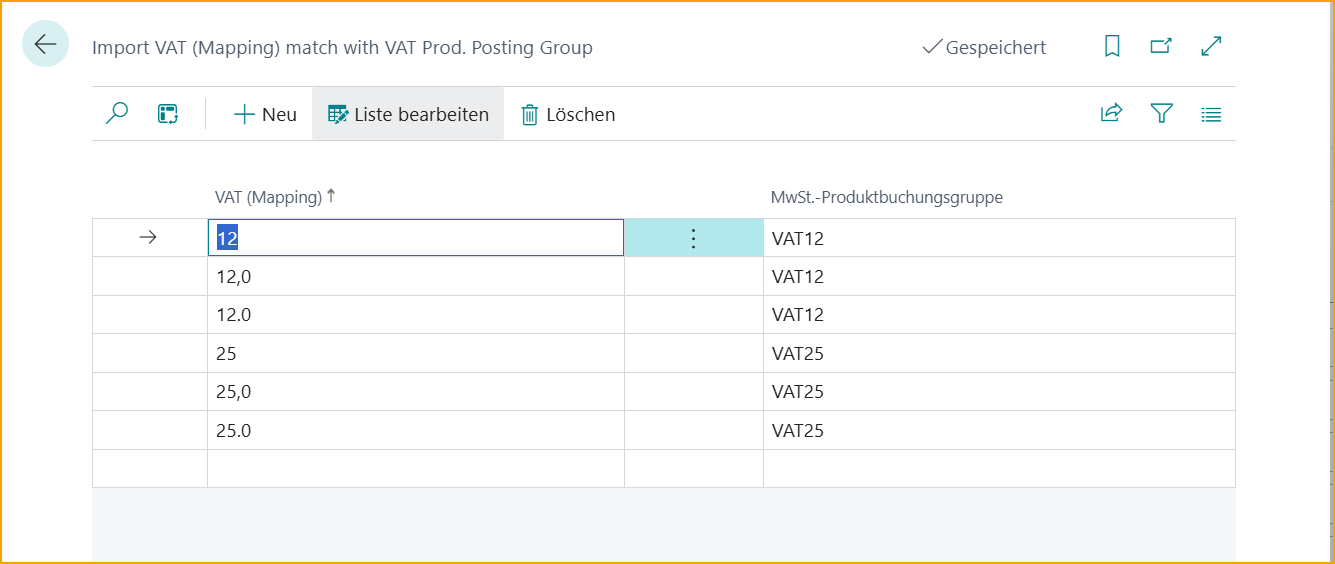 Import VAT (Mapping) match with VAT Prod. Posting Group
Gespeichert
Neu
Liste bearbeiten
Löschen
VAT (Mapping)
MwSt.-Produktbuchungsgruppe
12 VAT12
12,0 VAT12
12.0 VAT12
25 VAT25
25,0 VAT25
25.0 VAT25